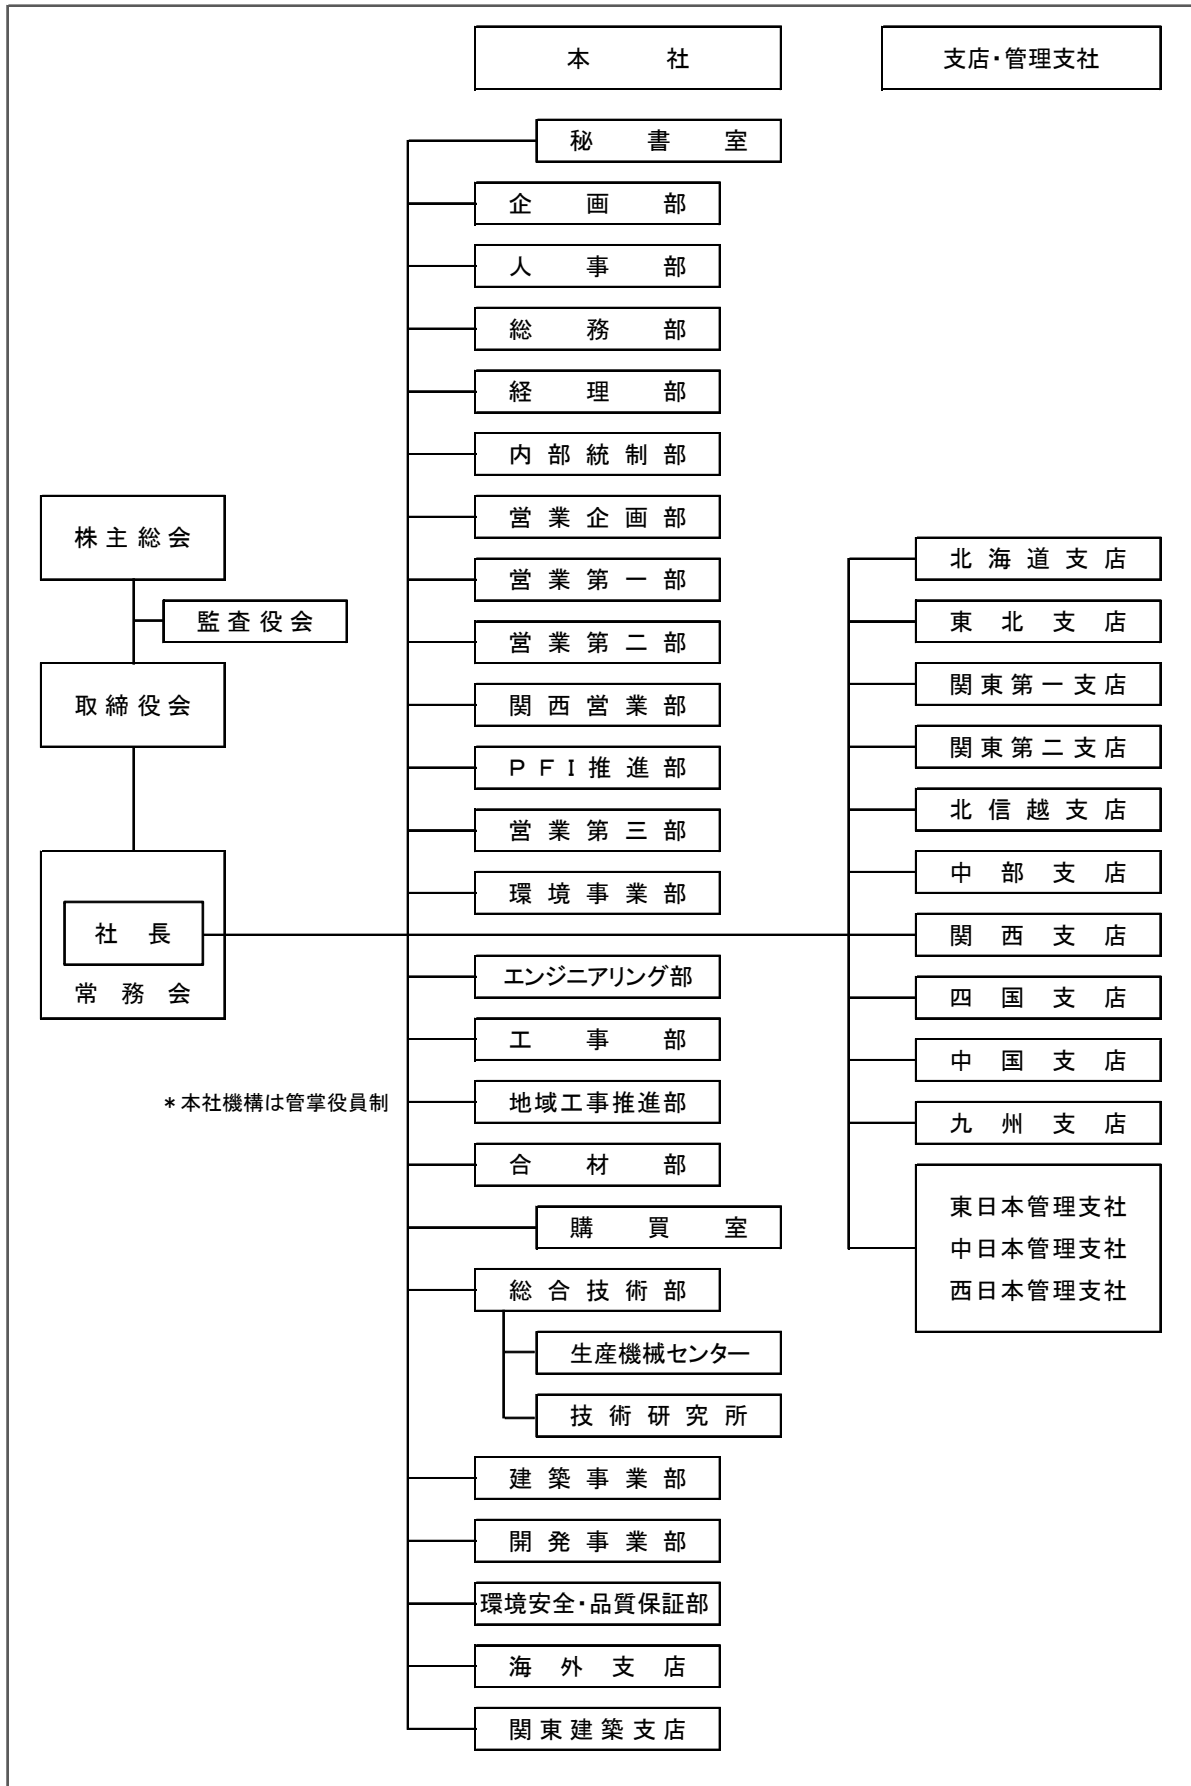 本社
支店・管理支社
秘書室
企画部
人事部
総務部
経理部
内部統制部
営業企画部
営業第一部
営業第二部
関西営業部
ＰＦＩ推進部
営業第三部
環境事業部
株主総会
監査役会
取締役会
社長
常務会
＊本社機構は管掌役員制
エンジニアリング部
工事部
地域工事推進部
合材部
購買室
総合技術部
生産機械センター
技術研究所
建築事業部
開発事業部
環境安全・品質保証部
海外支店
関東建築支店
北海道支店
東北支店
関東第一支店
関東第二支店
北信越支店
中部支店
関西支店
四国支店
中国支店
九州支店
東日本管理支社
中日本管理支社
西日本管理支社